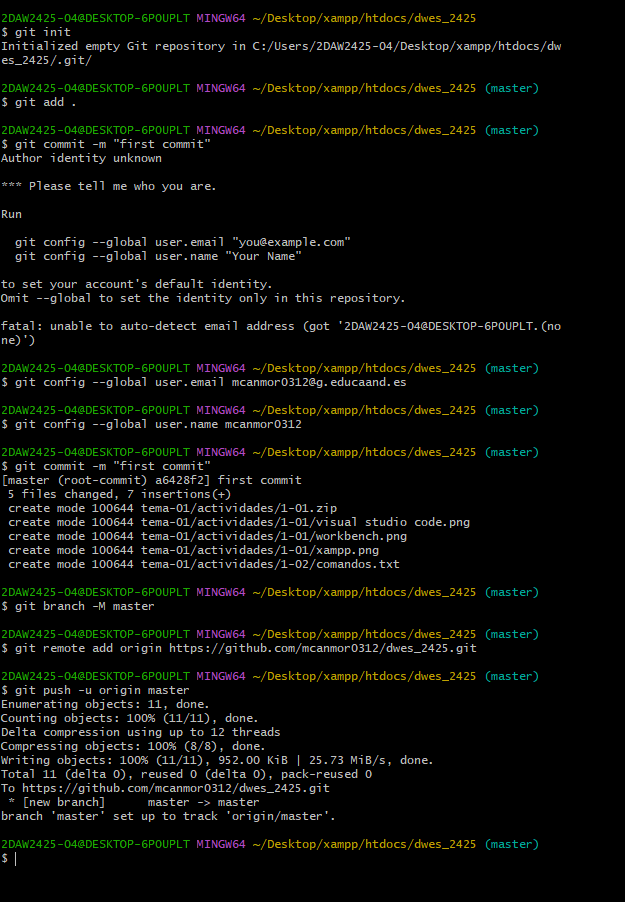 2DAW2425-04@DESKTOP-6POUPLT MINGW64 ~/Desktop/xampp/htdocs/dwes_2425
$ git init
Initialized empty Git repository in C:/Users/2DAW2425-04/Desktop/xampp/htdocs/dw
es_2425/.git/

2DAW2425-04@DESKTOP-6POUPLT MINGW64 ~/Desktop/xampp/htdocs/dwes_2425 (master)
$ git add .

2DAW2425-04@DESKTOP-6POUPLT MINGW64 ~/Desktop/xampp/htdocs/dwes_2425 (master)
$ git commit -m "first commit"
Author identity unknown

*** Please tell me who you are.

Run

  git config --global user.email "you@example.com"
  git config --global user.name "Your Name"

to set your account's default identity.
Omit --global to set the identity only in this repository.

fatal: unable to auto-detect email address (got '2DAW2425-04@DESKTOP-6POUPLT.(no
ne)')

2DAW2425-04@DESKTOP-6POUPLT MINGW64 ~/Desktop/xampp/htdocs/dwes_2425 (master)
$ git config --global user.email mcanmor0312@g.educaand.es

2DAW2425-04@DESKTOP-6POUPLT MINGW64 ~/Desktop/xampp/htdocs/dwes_2425 (master)
$ git config --global user.name mcanmor0312

2DAW2425-04@DESKTOP-6POUPLT MINGW64 ~/Desktop/xampp/htdocs/dwes_2425 (master)
$ git commit -m "first commit"
[master (root-commit) a6428f2] first commit
 5 files changed, 7 insertions(+)
 create mode 100644 tema-01/actividades/1-01.zip
 create mode 100644 tema-01/actividades/1-01/visual studio code.png
 create mode 100644 tema-01/actividades/1-01/workbench.png
 create mode 100644 tema-01/actividades/1-01/xampp.png
 create mode 100644 tema-01/actividades/1-02/comandos.txt

2DAW2425-04@DESKTOP-6POUPLT MINGW64 ~/Desktop/xampp/htdocs/dwes_2425 (master)
$ git branch -M master

2DAW2425-04@DESKTOP-6POUPLT MINGW64 ~/Desktop/xampp/htdocs/dwes_2425 (master)
$ git remote add origin https://github.com/mcanmor0312/dwes_2425.git

2DAW2425-04@DESKTOP-6POUPLT MINGW64 ~/Desktop/xampp/htdocs/dwes_2425 (master)
$ git push -u origin master
Enumerating objects: 11, done.
Counting objects: 100% (11/11), done.
Delta compression using up to 12 threads
Compressing objects: 100% (8/8), done.
Writing objects: 100% (11/11), 952.00 KiB | 25.73 MiB/s, done.
Total 11 (delta 0), reused 0 (delta 0), pack-reused 0
To https://github.com/mcanmor0312/dwes_2425.git
 * [new branch]      master -> master
branch 'master' set up to track 'origin/master'.

2DAW2425-04@DESKTOP-6POUPLT MINGW64 ~/Desktop/xampp/htdocs/dwes_2425 (master)
$